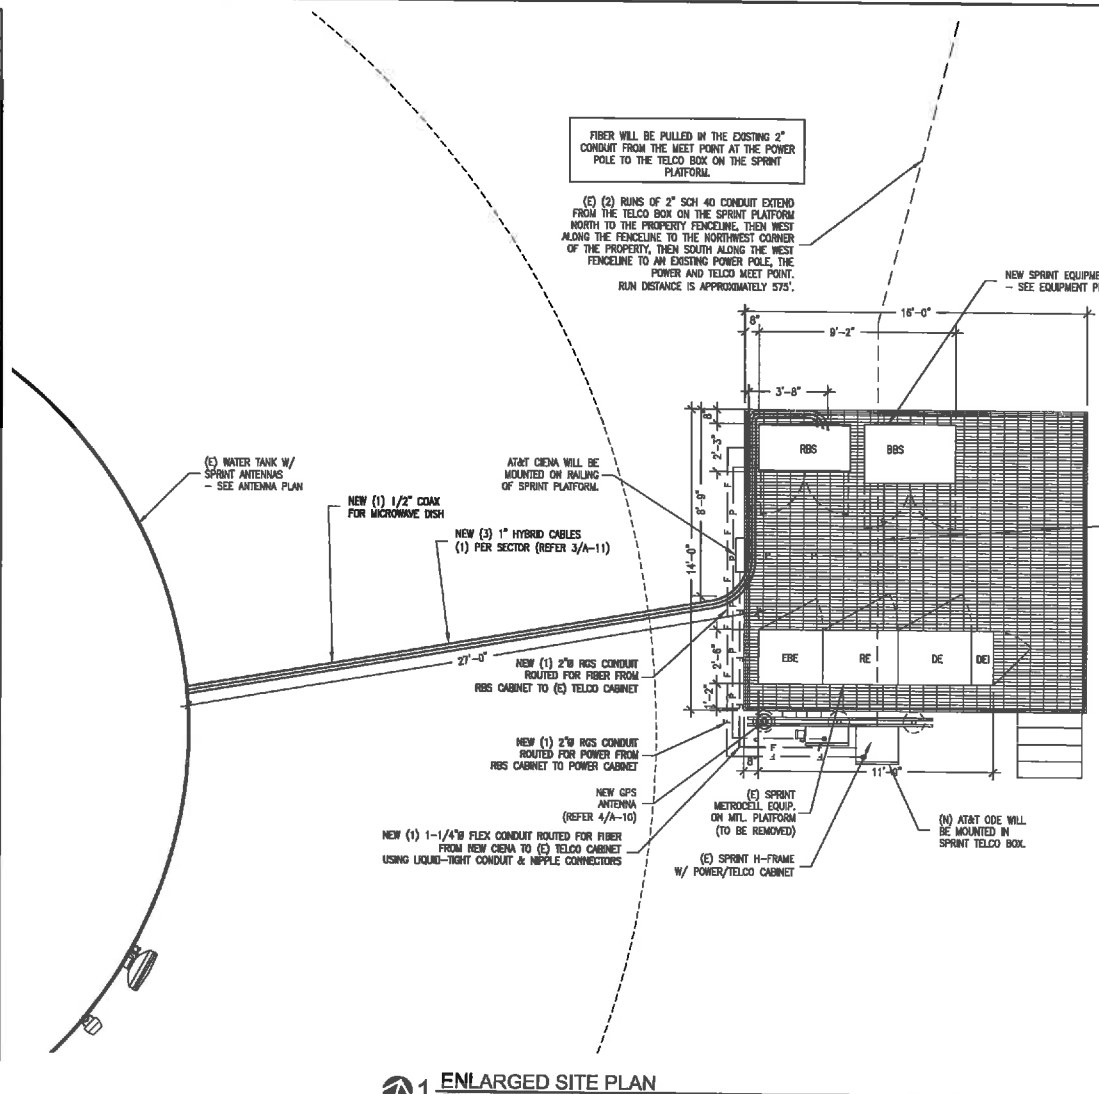 FIBER WILL BE PULLED IN THE EXISTING 2"
CONDUIT FROM THE MEET POINT AT THE POWER
POLE TO THE TELCO BOX ON THE SPRINT
PLATFORM.
(E) (2) RUNS OF 2" SCH 40 CONDUIT EXTEND
FROM THE TELCO BOX ON THE SPRINT PLATFORM
NORTH TO THE PROPERTY FENCELINE, THEN WEST
ALONG THE FENCELINE TO THE NORTHWEST CORNER
OF THE PROPERTY, THEN SOUTH ALONG THE WEST
FENCELINE TO AN EXISTING POWER POLE, THE
POWER AND TELCO MEET POINT.
RUN DISTANCE IS APPROXIMATELY 575'.
NEW SPRINT EQUIPME
- SEE EQUIPMENT P
16'-0"
8"
9'-2"
3'-8"
8"
2'-3"
8'-9"
14'-0"
RBS
BBS
(E) WATER TANK W/
SPRINT ANTENNAS
- SEE ANTENNA PLAN
AT&T CIENA WILL BE
MOUNTED ON RAILING
OF SPRINT PLATFORM.
NEW (1) 1/2" COAX
FOR MICROWAVE DISH
NEW (3) 1" HYBRID CABLES
(1) PER SECTOR (REFER 3/A-11)
27'-0"
2'-6"
1'-2"
EBE
RE
DE
DEI
NEW (1) 2"Ø RGS CONDUIT
ROUTED FOR FIBER FROM
RBS CABINET TO (E) TELCO CABINET
NEW (1) 2"Ø RGS CONDUIT
ROUTED FOR POWER FROM
RBS CABINET TO POWER CABINET
8"
NEW GPS
ANTENNA
(REFER 4/A-10)
NEW (1) 1-1/4"Ø FLEX CONDUIT ROUTED FOR FIBER
FROM NEW CIENA TO (E) TELCO CABINET
USING LIQUID-TIGHT CONDUIT & NIPPLE CONNECTORS
(E) SPRINT
METROCELL EQUIP.
ON MTL. PLATFORM
(TO BE REMOVED)
(E) SPRINT H-FRAME
W/ POWER/TELCO CABINET
(N) AT&T ODE WILL
BE MOUNTED IN
SPRINT TELCO BOX.
1 ENLARGED SITE PLAN